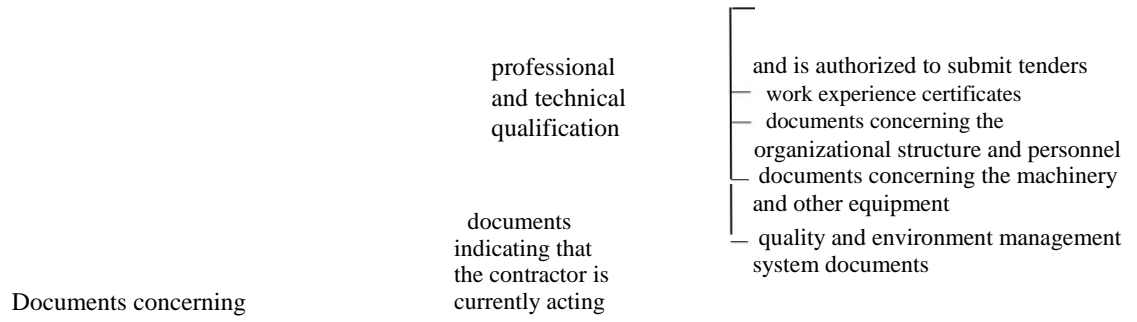 professional
and technical
qualification
and is authorized to submit tenders
work experience certificates
documents concerning the
organizational structure and personnel
documents concerning the machinery
and other equipment
quality and environment management
system documents
documents
indicating that
the contractor is
currently acting
Documents concerning